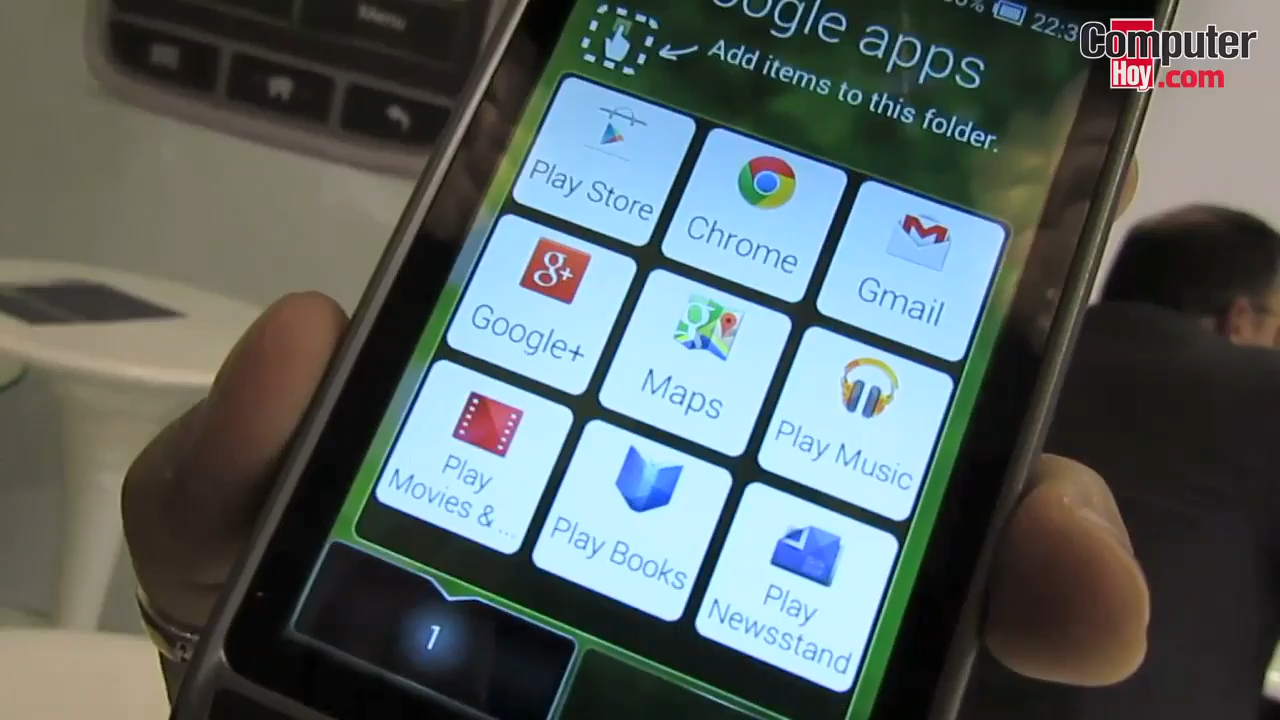 Menu
22:3
Computer
Hoy.com
oogle apps
Add items to this folder.
Play Store
Chrome
Gmail
Google+
Maps
Play Music
Play
Movies & ...
Play Books
Play
Newsstand
1